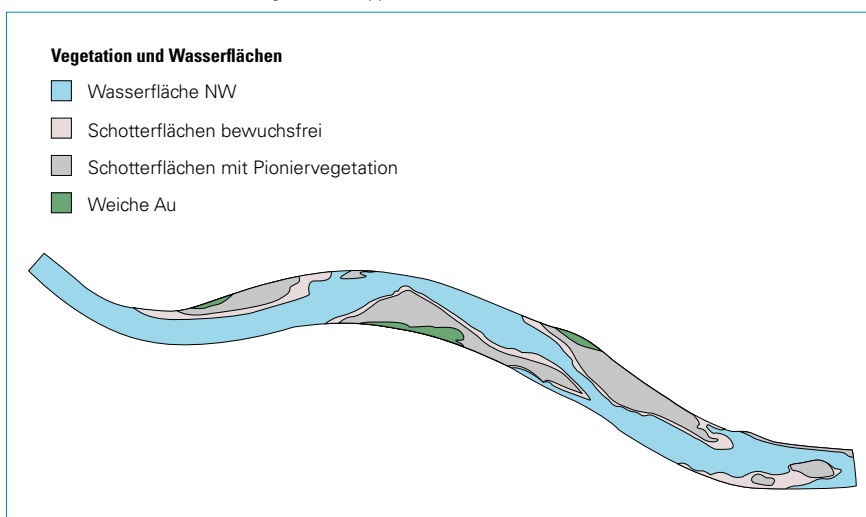 Vegetation und Wasserflächen
Wasserfläche NW
Schotterflächen bewuchsfrei
Schotterflächen mit Pioniervegetation
Weiche Au